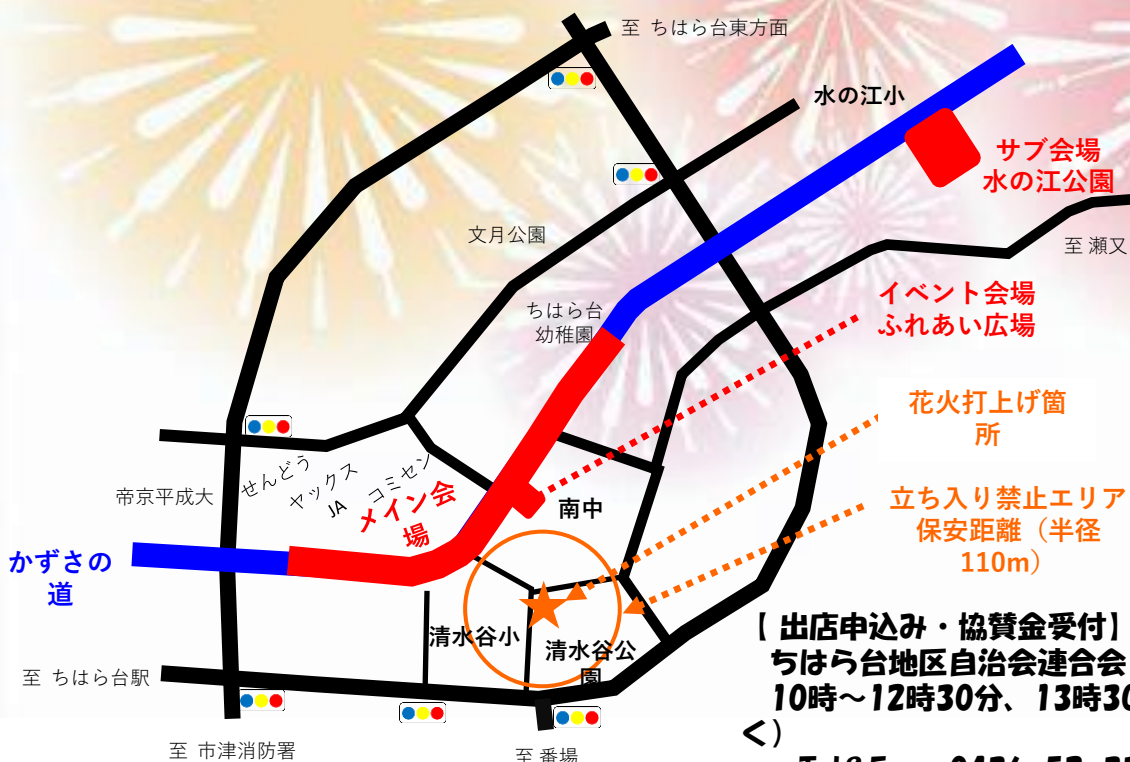 至 ちはら台東方面
水の江小
サブ会場
水の江公園
文月公園
至 瀬又
イベント会場
ふれあい広場
ちはら台
幼稚園
花火打上げ箇
所
せんどう
ヤックス
JA
コミセン
帝京平成大
メイン会
場
南中
立ち入り禁止エリア
保安距離（半径
110m）
かずさの
道
清水谷小
清水谷公
園
【 出店申込み・協賛金受付】
ちはら台地区自治会連合会
10時～12時30分、13時30
く）
至 ちはら台駅
至 市津消防署
至 番場